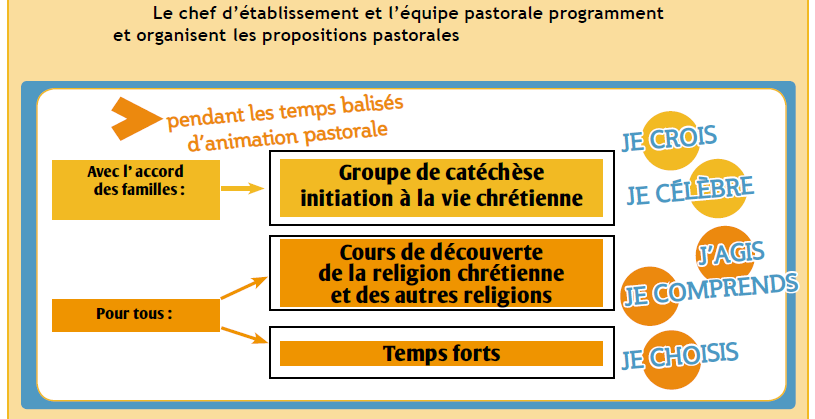 Le chef d’établissement et l’équipe pastorale programment
et organisent les propositions pastorales
pendant les temps balisés
d’animation pastorale
Avec l’ accord
des familles :
Groupe de catéchèse
initiation à la vie chrétienne
JE CROIS
JE CÉLÈBRE
Pour tous :
Cours de découverte
de la religion chrétienne
et des autres religions
J’AGIS
JE COMPRENDS
Temps forts
JE CHOISIS